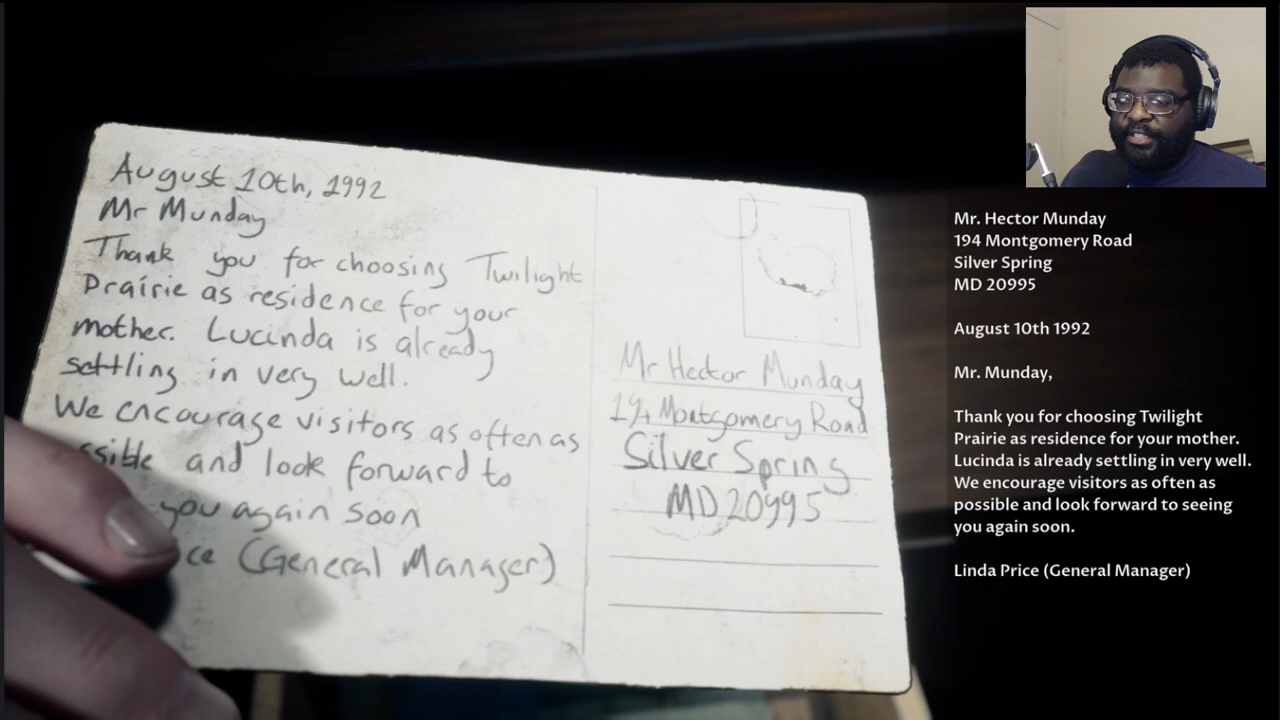 August 10th, 1992
Mr Munday
Thank you for choosing Twilight
Prairie as residence for your
mother. Lucinda is already
settling in very well.
We encourage visitors as often as
ssible and look forward to
you again soon
ce (General Manager)
Mr Hector Munday
194 Montgomery Road
Silver Spring
MD 20995
Mr. Hector Munday
194 Montgomery Road
Silver Spring
MD 20995
August 10th 1992
Mr. Munday,
Thank you for choosing Twilight
Prairie as residence for your mother.
Lucinda is already settling in very well.
We encourage visitors as often as
possible and look forward to seeing
you again soon.
Linda Price (General Manager)